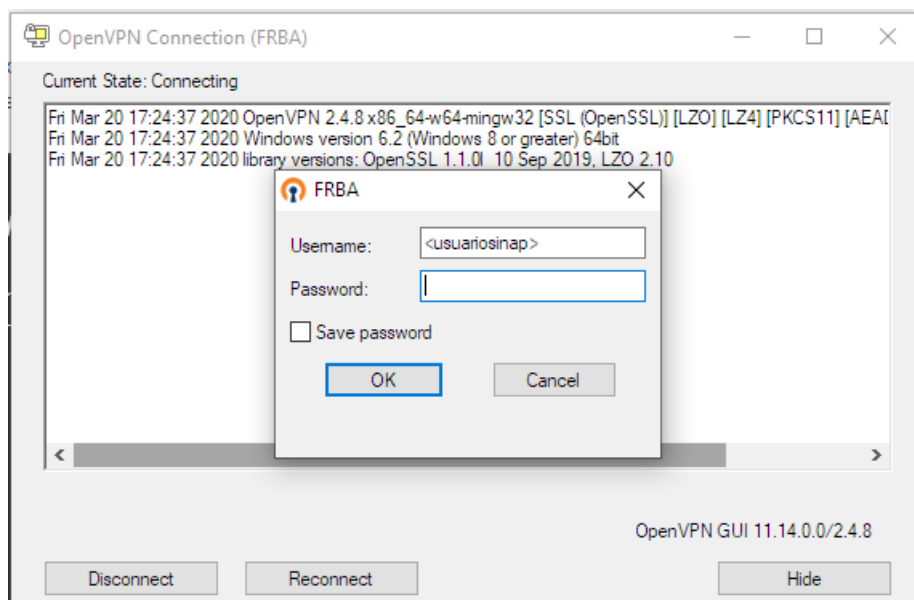 OpenVPN Connection (FRBA)
Current State: Connecting
Fri Mar 20 17:24:37 2020 OpenVPN 2.4.8 x86_64-w64-mingw32 [SSL (OpenSSL)] [LZO] [LZ4] [PKCS11] [AEAD
Fri Mar 20 17:24:37 2020 Windows version 6.2 (Windows 8 or greater) 64bit
Fri Mar 20 17:24:37 2020 library versions: OpenSSL 1.1.0l 10 Sep 2019, LZO 2.10
FRBA
Username: <usuariosinap>
Password:
Save password
OK Cancel
OpenVPN GUI 11.14.0.0/2.4.8
Disconnect Reconnect Hide